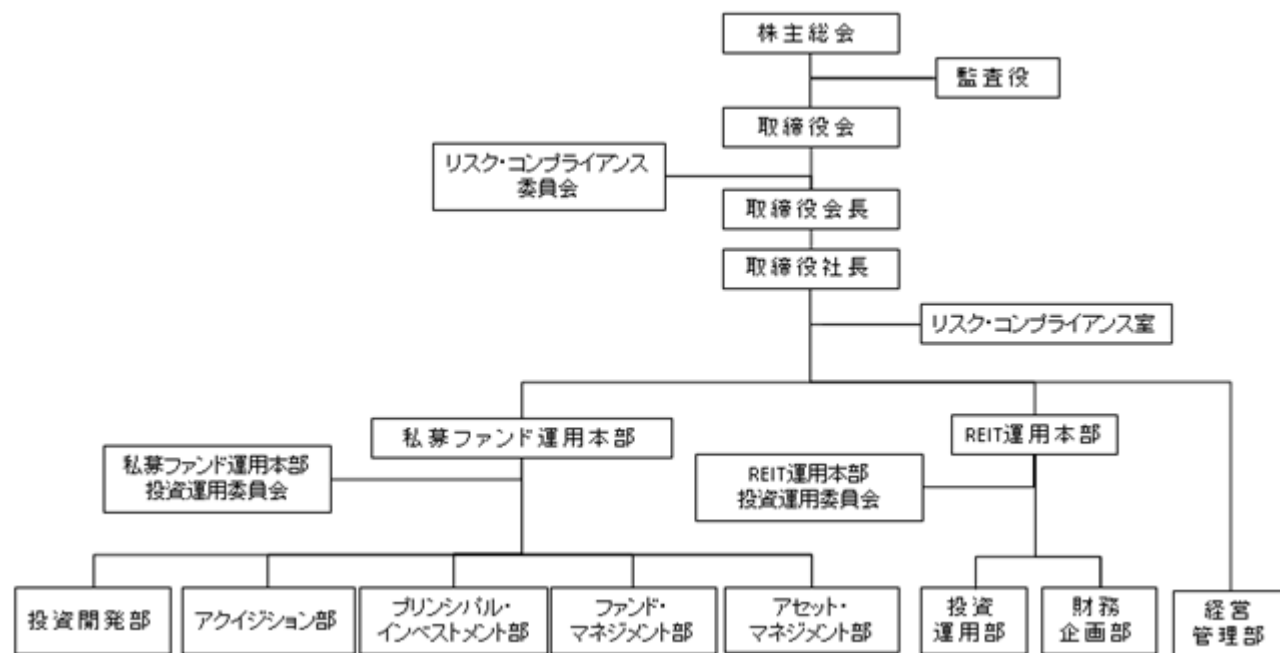 株主総会
監査役
取締役会
リスク・コンプライアンス
委員会
取締役会長
取締役社長
リスク・コンプライアンス室
私募ファンド運用本部
REIT運用本部
私募ファンド運用本部
投資運用委員会
REIT運用本部
投資運用委員会
投資開発部
アクイジション部
プリンシパル・
インベストメント部
ファンド・
マネジメント部
アセット・
マネジメント部
投資
運用部
財務
企画部
経営
管理部